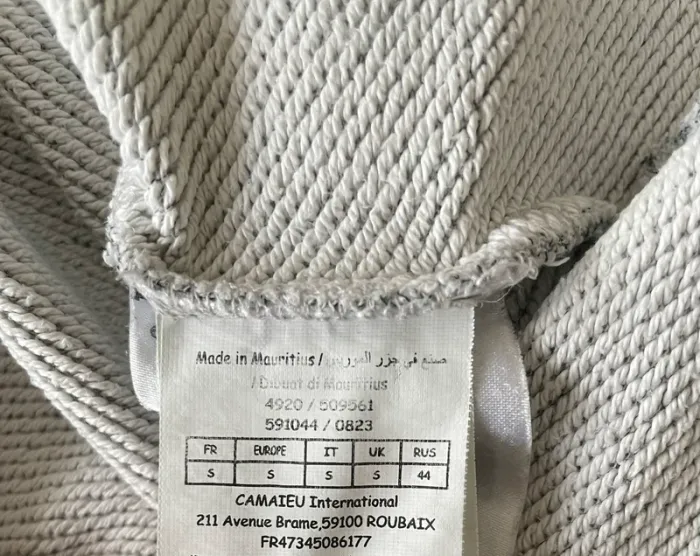 Made in Mauritius / صنع في جزر الموريس
/ Dibuat di Mauritius
4920 / 509561
591044 / 0823
FR EUROPE IT UK RUS
S S S S 44
CAMAIEU International
211 Avenue Brame,59100 ROUBAIX
FR47345086177